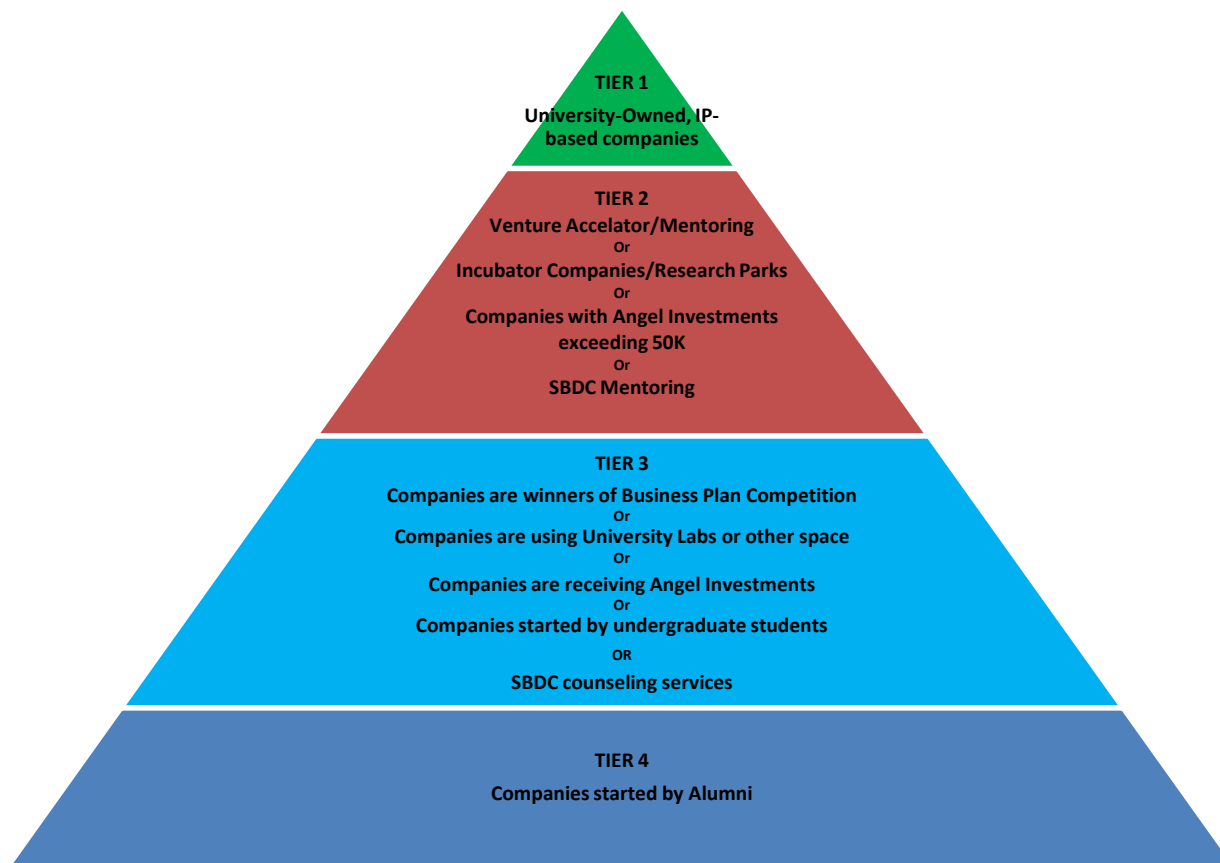 TIER 1
University-Owned, IP-
based companies
TIER 2
Venture Accelator/Mentoring
Or
Incubator Companies/Research Parks
Or
Companies with Angel Investments
exceeding 50K
Or
SBDC Mentoring
TIER 3
Companies are winners of Business Plan Competition
Or
Companies are using University Labs or other space
Or
Companies are receiving Angel Investments
Or
Companies started by undergraduate students
OR
SBDC counseling services
TIER 4
Companies started by Alumni